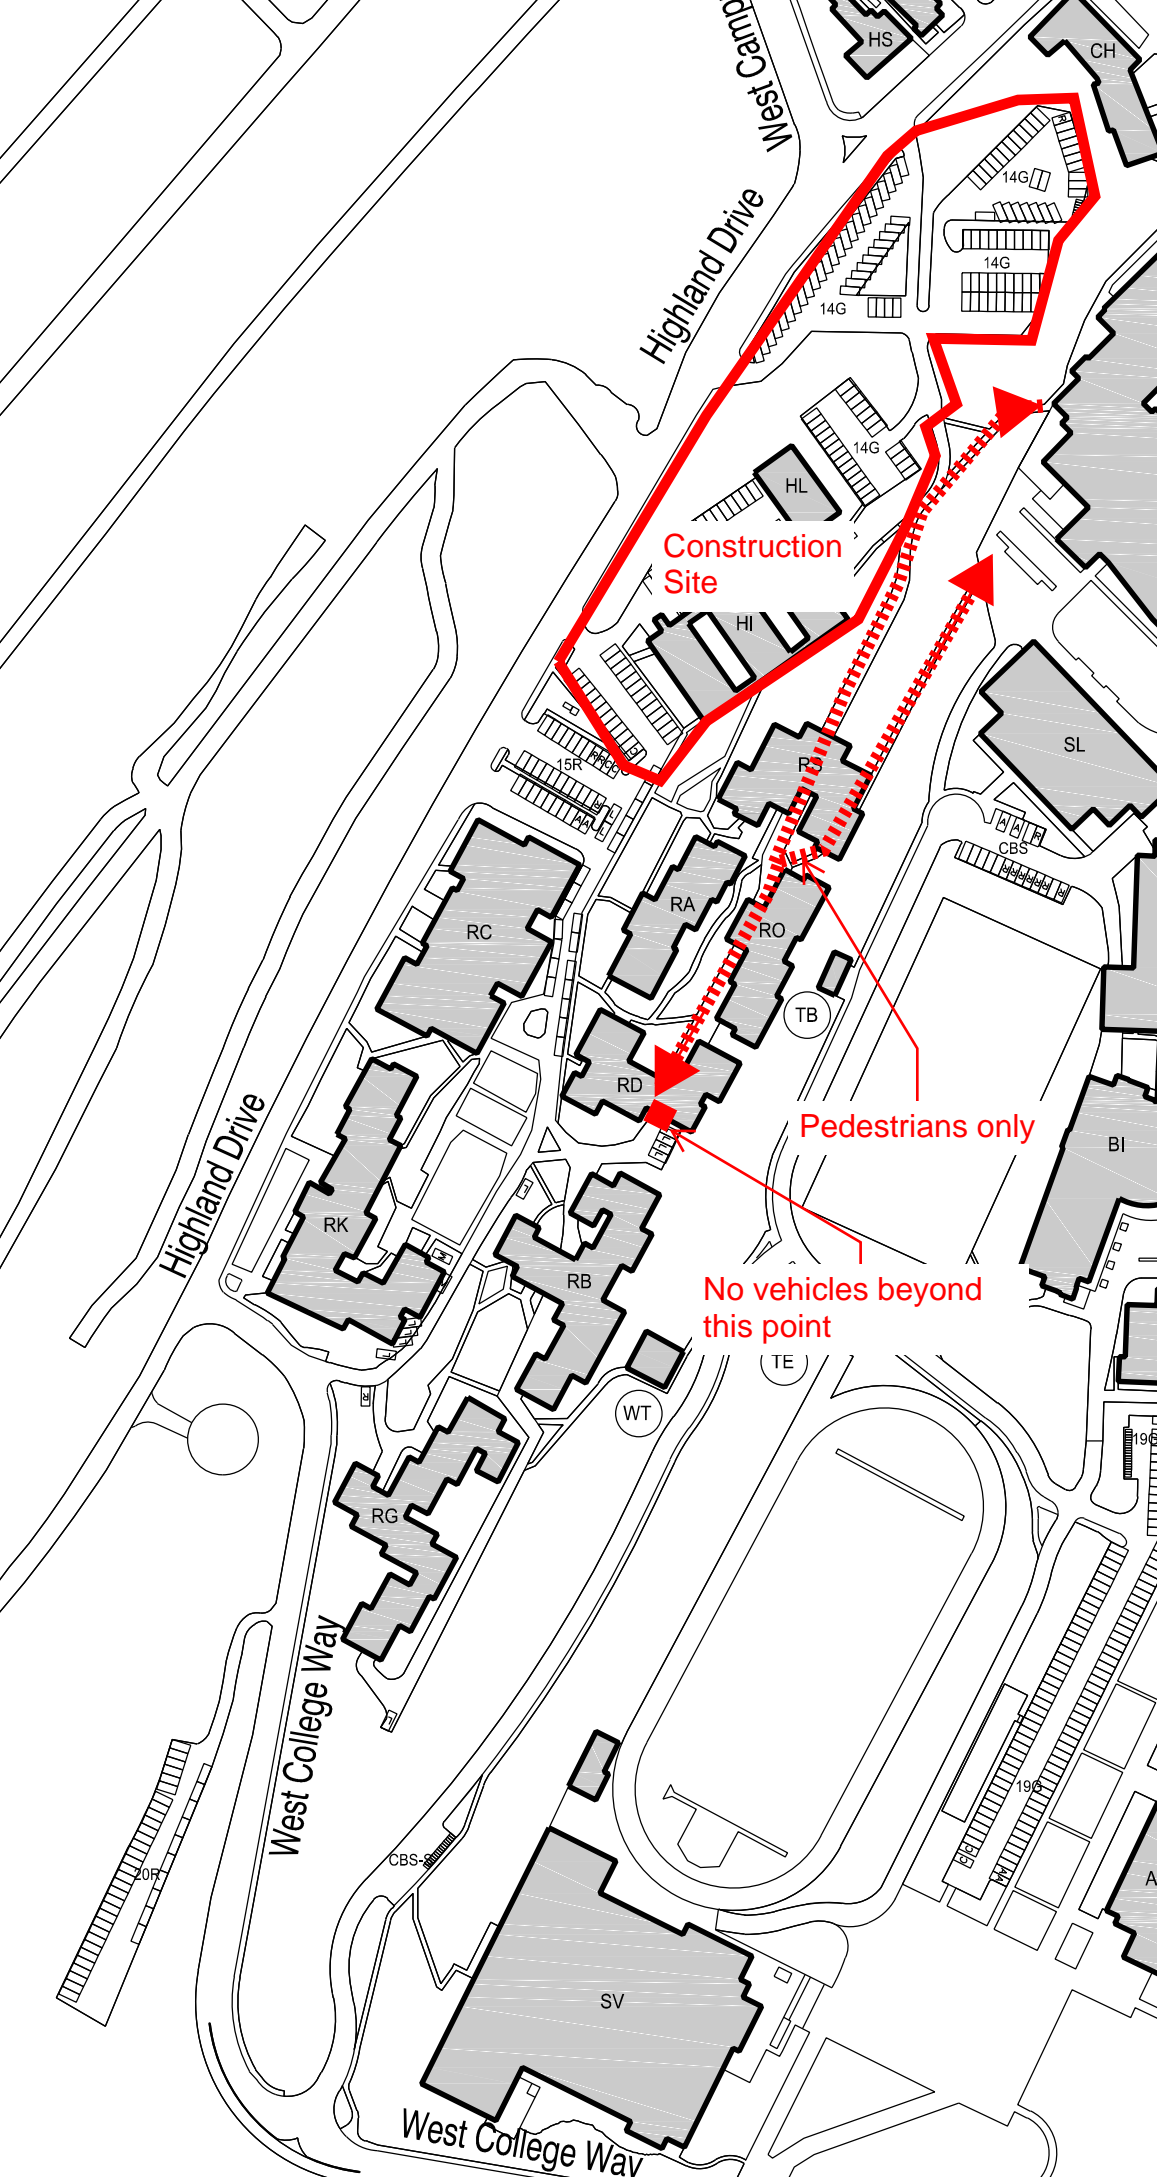 HS
CH
West Camp
14G
Highland Drive
14G
14G
14G
HL
Construction
Site
HI
RS
SL
15R
CBS
RA
RC
RO
TB
RD
Pedestrians only
BI
Highland Drive
RK
RB
No vehicles beyond
this point
TE
WT
19G
RG
West College Way
19G
20R
CBS-S
A
SV
West College Way